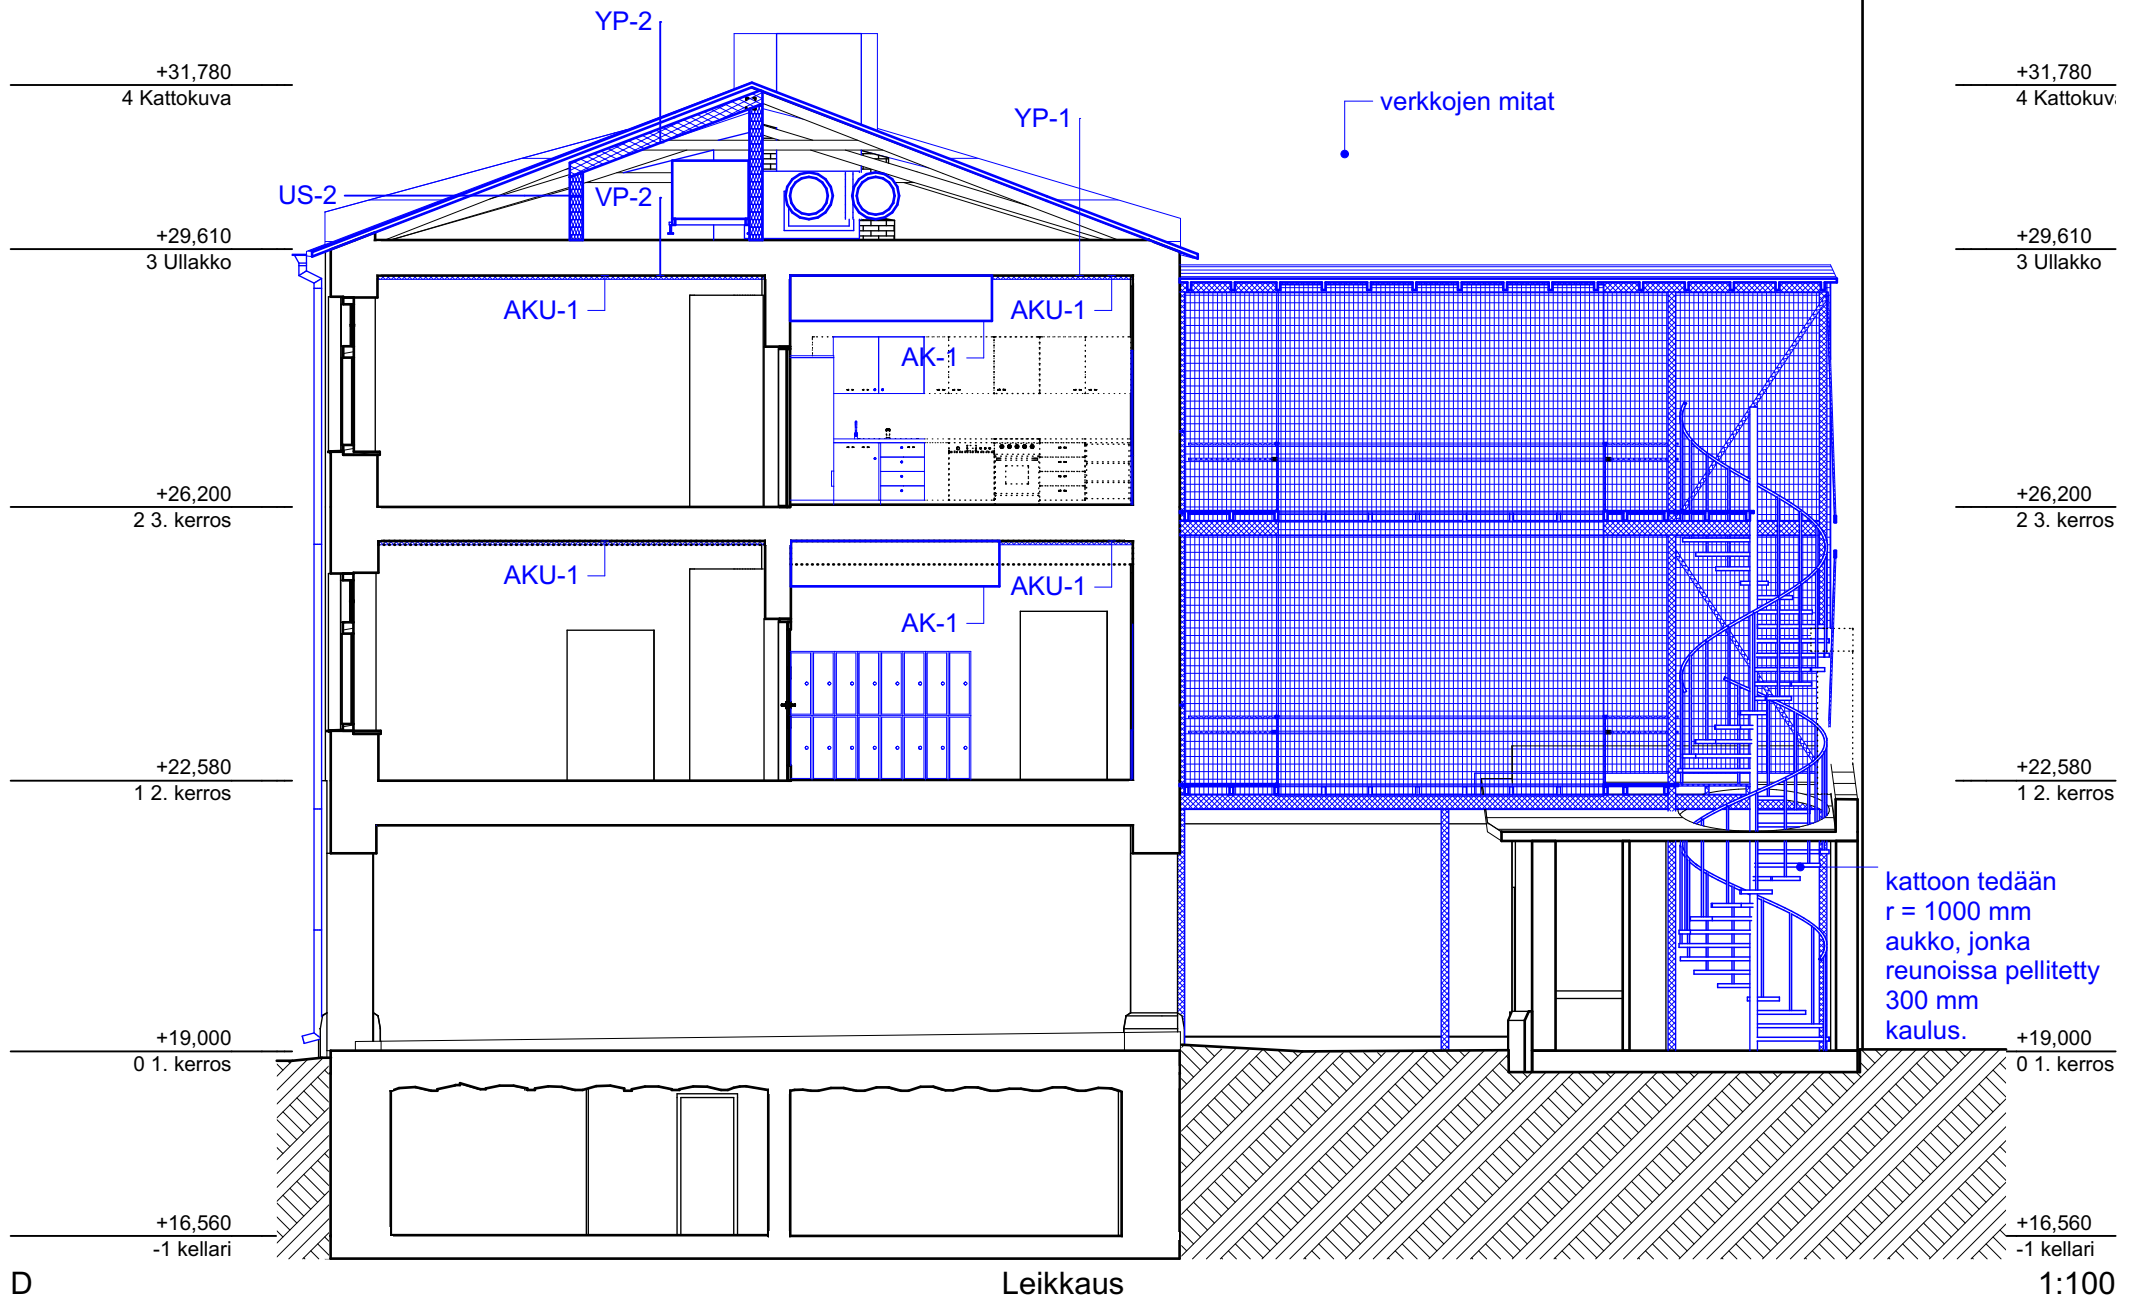 YP-2
+31,780
4 Kattokuva
+31,780
4 Kattokuva
verkkojen mitat
YP-1
US-2
VP-2
+29,610
3 Ullakko
+29,610
3 Ullakko
AKU-1
AKU-1
AK-1
+26,200
2 3. kerros
+26,200
2 3. kerros
AKU-1
AKU-1
AK-1
+22,580
1 2. kerros
+22,580
1 2. kerros
kattoon tedään
r = 1000 mm
aukko, jonka
reunoissa pellitetty
300 mm
kaulus.
+19,000
0 1. kerros
+19,000
0 1. kerros
+16,560
-1 kellari
+16,560
-1 kellari
D
Leikkaus
1:100